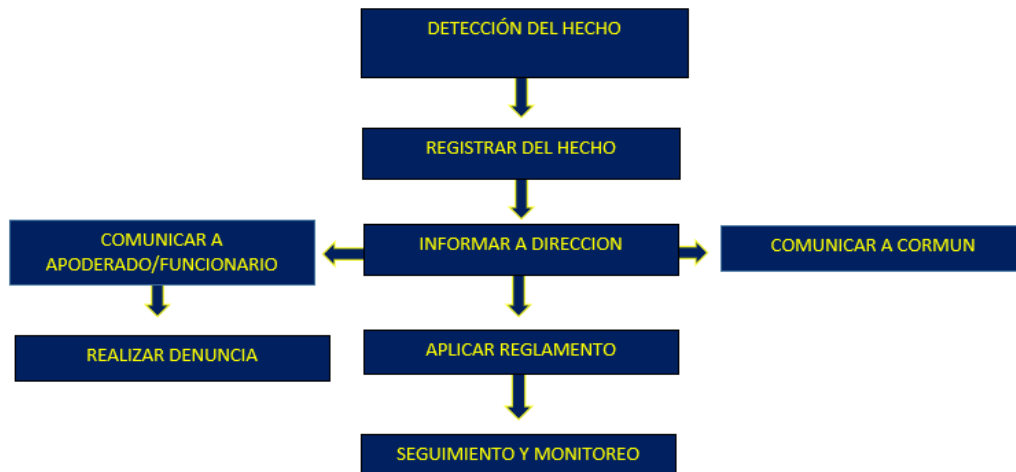 DETECCIÓN DEL HECHO
REGISTRAR DEL HECHO
INFORMAR A DIRECCION
COMUNICAR A
APODERADO/FUNCIONARIO
COMUNICAR A CORMUN
REALIZAR DENUNCIA
APLICAR REGLAMENTO
SEGUIMIENTO Y MONITOREO